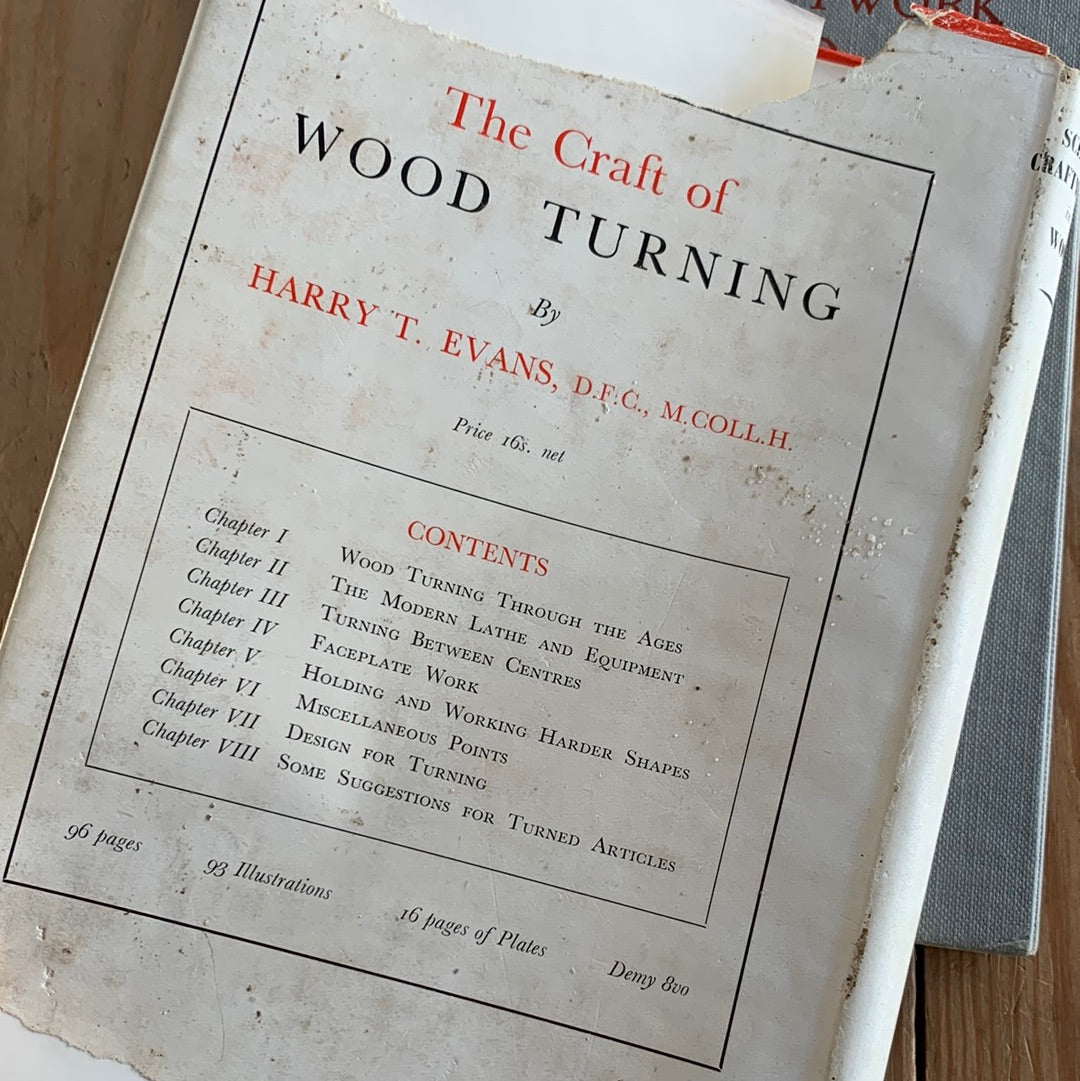 The Craft of
WOOD TURNING
By
HARRY T. EVANS, D.F.C., M.COLL.H.
Price 16s. net
CONTENTS
Chapter I Wood Turning Through the Ages
Chapter II The Modern Lathe and Equipment
Chapter III Turning Between Centres
Chapter IV Faceplate Work
Chapter V Holding and Working Harder Shapes
Chapter VI Miscellaneous Points
Chapter VII Design for Turning
Chapter VIII Some Suggestions for Turned Articles
96 pages 93 Illustrations 16 pages of Plates Demy 8vo